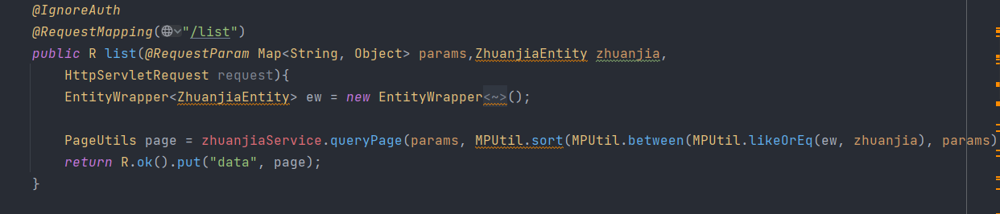 @IgnoreAuth
@RequestMapping("/list")
public R list(@RequestParam Map<String, Object> params,ZhuanjiaEntity zhuanjia,
HttpServletRequest request){
EntityWrapper<ZhuanjiaEntity> ew = new EntityWrapper<~>();
PageUtils page = zhuanjiaService.queryPage(params, MPUtil.sort(MPUtil.between(MPUtil.likeOrEq(ew, zhuanjia), params)
return R.ok().put("data", page);
}